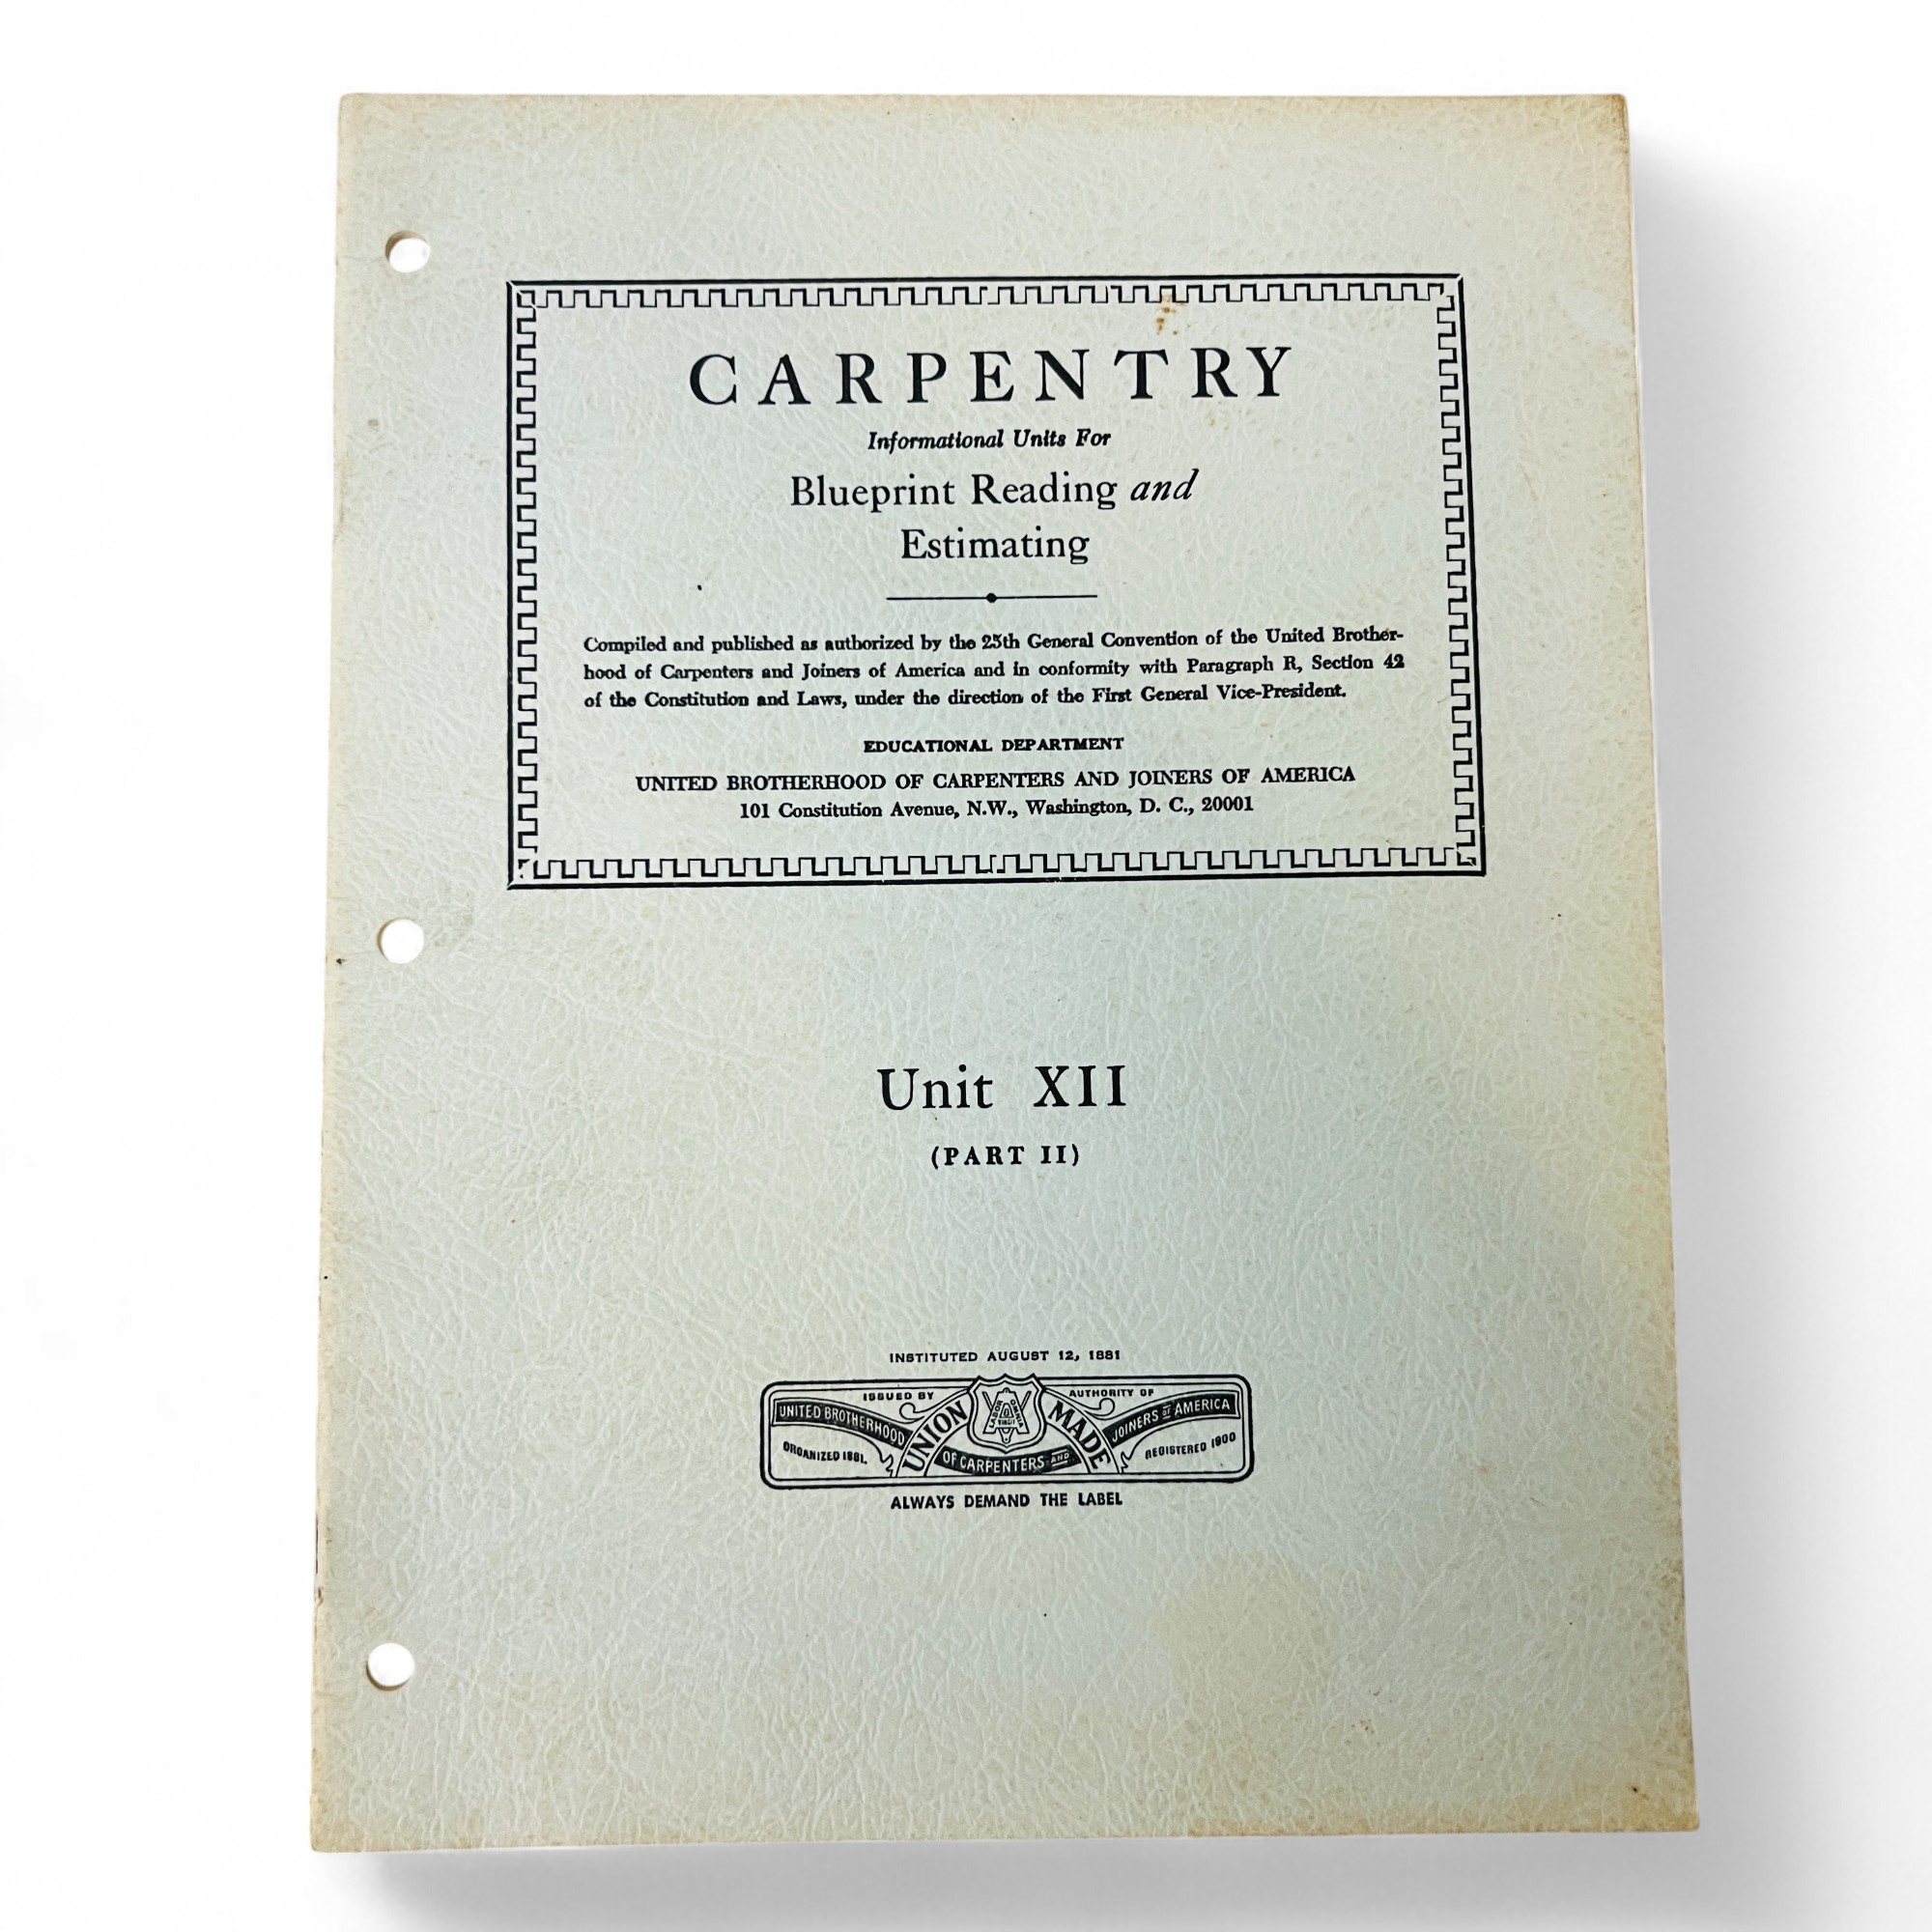 CARPENTRY
Informational Units For
Blueprint Reading and
Estimating
Compiled and published as authorized by the 25th General Convention of the United Brother-
hood of Carpenters and Joiners of America and in conformity with Paragraph R, Section 42
of the Constitution and Laws, under the direction of the First General Vice-President.
EDUCATIONAL DEPARTMENT
UNITED BROTHERHOOD OF CARPENTERS AND JOINERS OF AMERICA
101 Constitution Avenue, N.W., Washington, D. C., 20001
Unit XII
(PART II)
INSTITUTED AUGUST 12, 1881
ISSUED BY AUTHORITY OF
UNITED BROTHERHOOD OF CARPENTERS AND JOINERS OF AMERICA
UNION MADE
LABOR OMNIA
ORGANIZED 1881. REGISTERED 1900
ALWAYS DEMAND THE LABEL